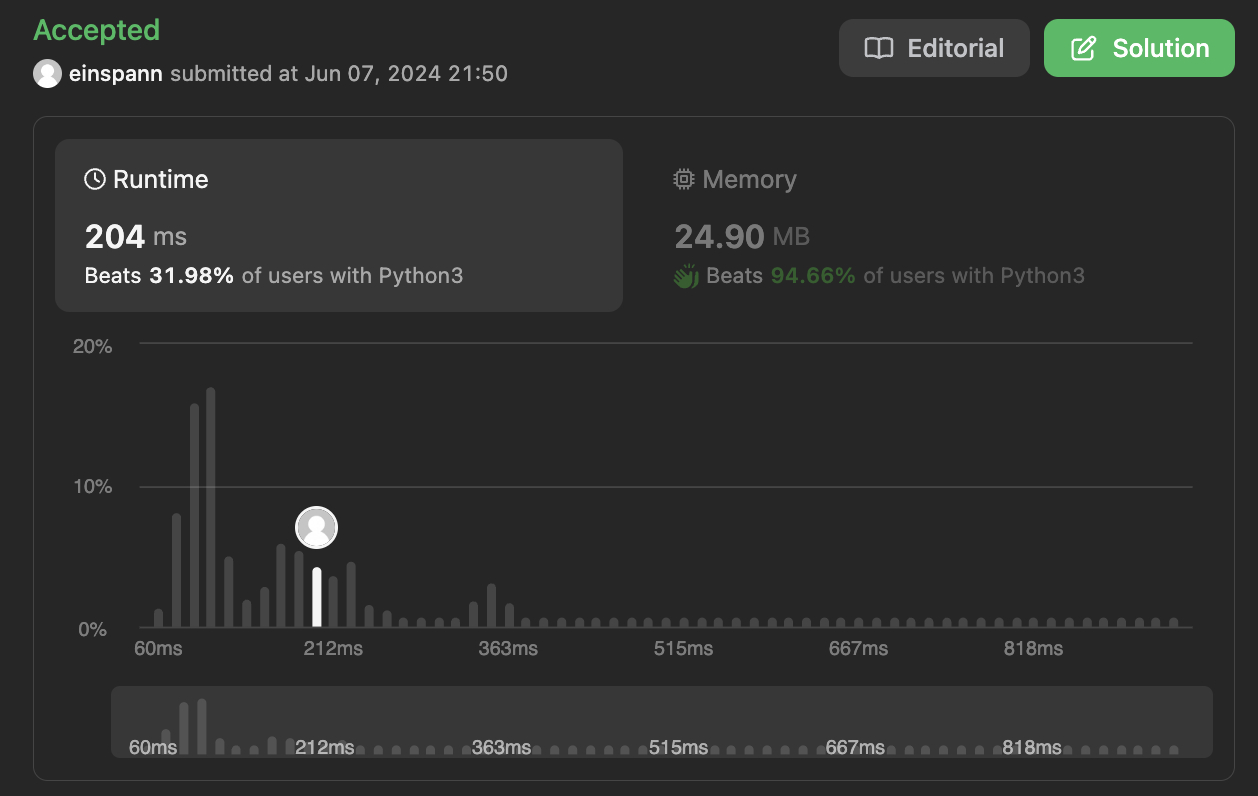 Accepted
einspann submitted at Jun 07, 2024 21:50
Editorial
Solution
Runtime
204 ms
Beats 31.98% of users with Python3
Memory
24.90 MB
Beats 94.66% of users with Python3
20%
10%
0%
60ms 212ms 363ms 515ms 667ms 818ms
60ms 212ms 363ms 515ms 667ms 818ms